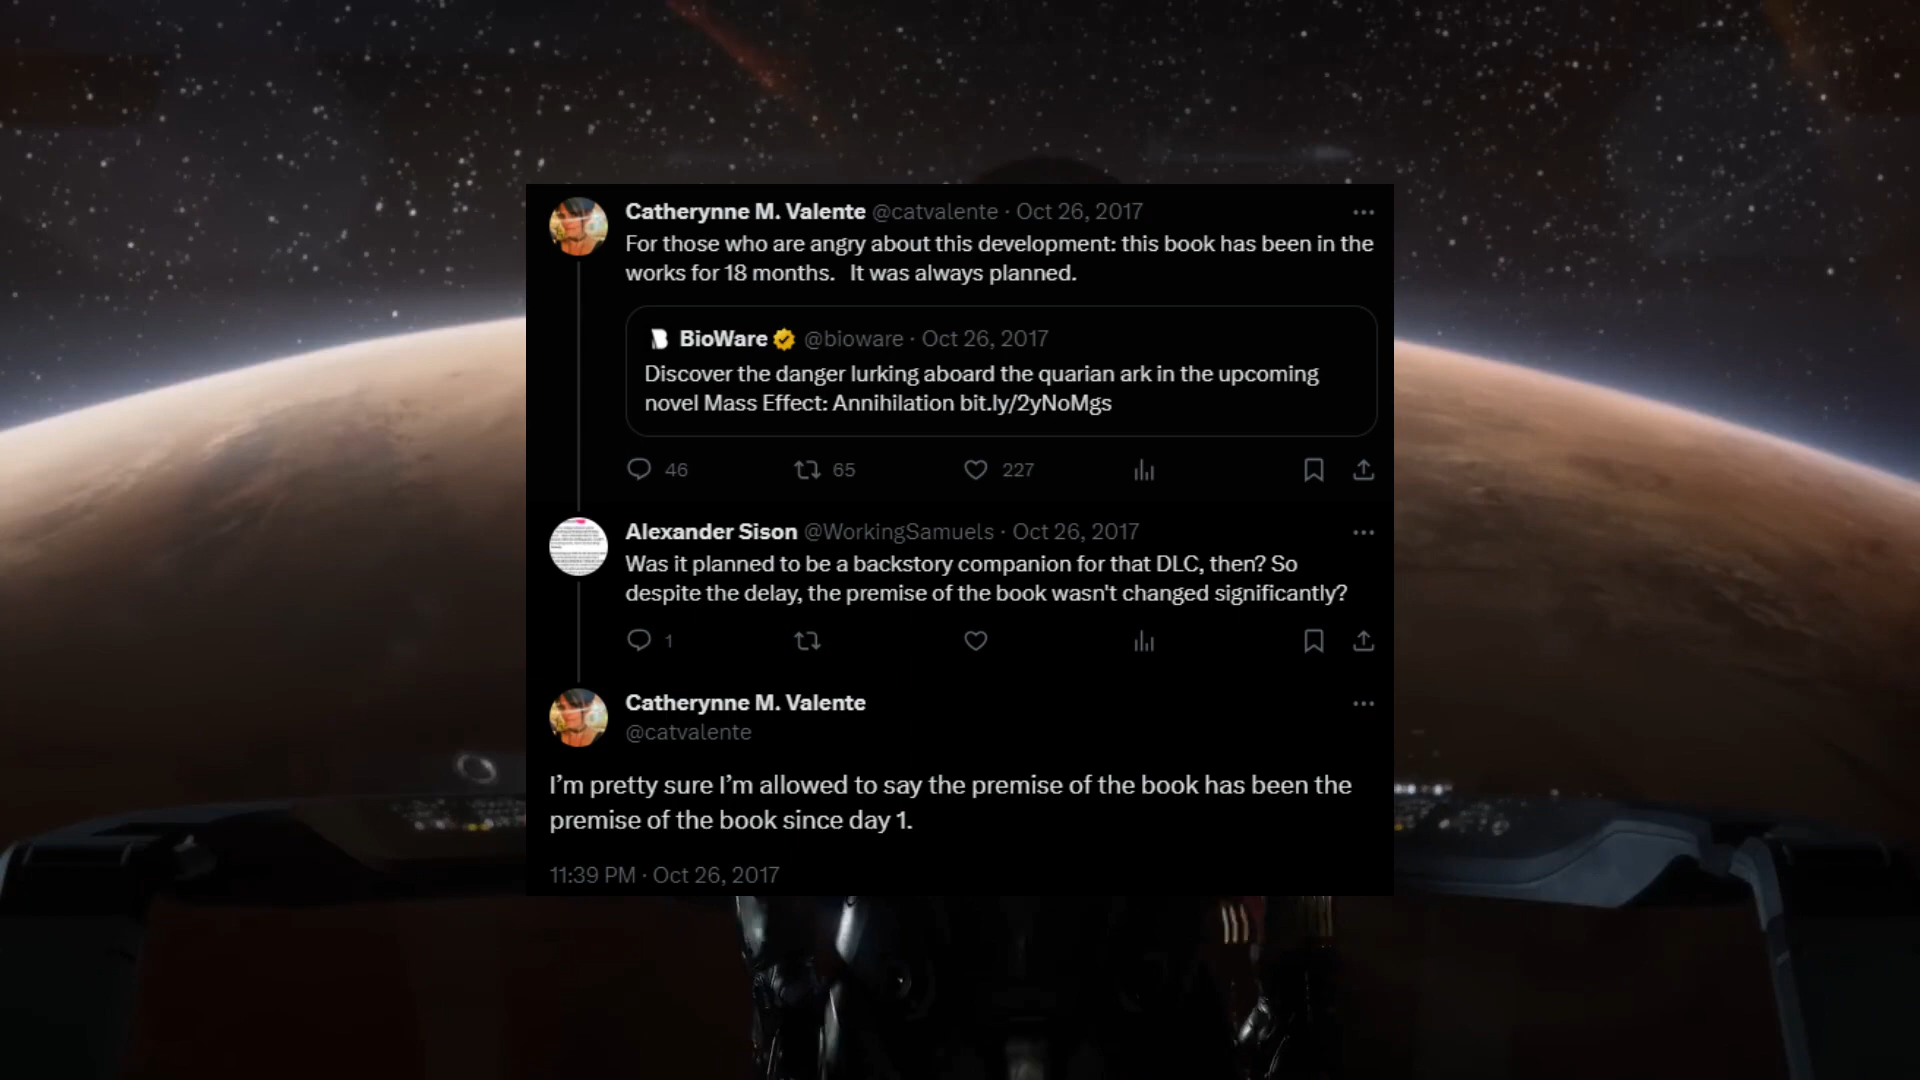 Catherynne M. Valente @catvalente · Oct 26, 2017
For those who are angry about this development: this book has been in the
works for 18 months. It was always planned.
BioWare @bioware · Oct 26, 2017
Discover the danger lurking aboard the quarian ark in the upcoming
novel Mass Effect: Annihilation bit.ly/2yNoMgs
46 65 227
Alexander Sison @WorkingSamuels · Oct 26, 2017
Was it planned to be a backstory companion for that DLC, then? So
despite the delay, the premise of the book wasn't changed significantly?
1
Catherynne M. Valente
@catvalente
I’m pretty sure I’m allowed to say the premise of the book has been the
premise of the book since day 1.
11:39 PM · Oct 26, 2017